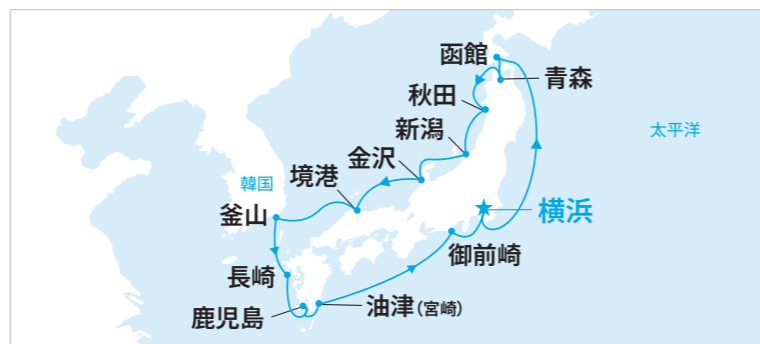 函館
青森
秋田
新潟
太平洋
金沢
境港
韓国
釜山
横浜
御前崎
長崎
鹿児島
油津(宮崎)